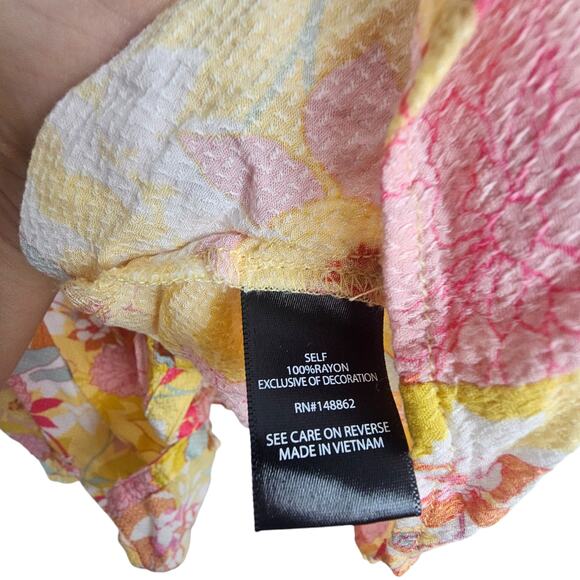 SELF
100%RAYON
EXCLUSIVE OF DECORATION
RN#148862
SEE CARE ON REVERSE
MADE IN VIETNAM